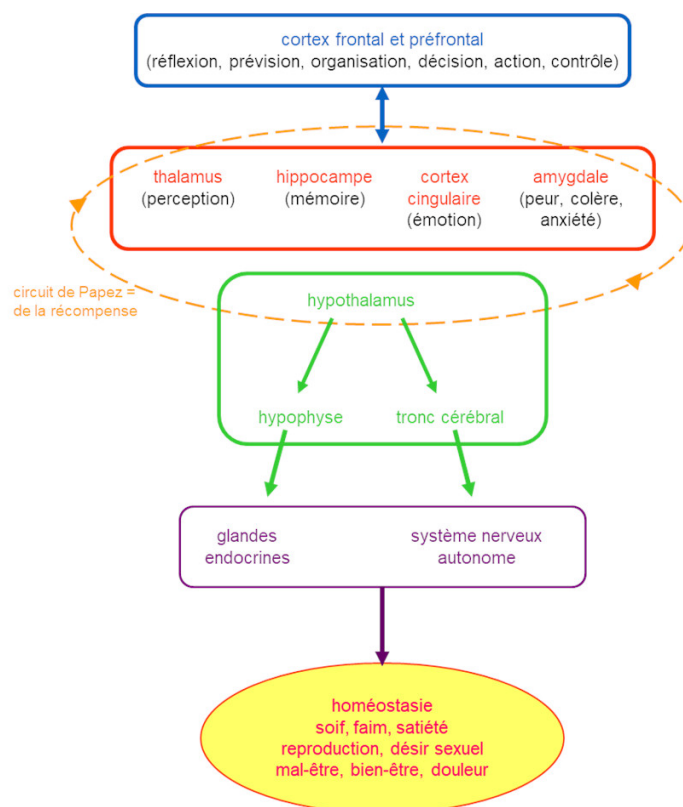 cortex frontal et préfrontal
(réflexion, prévision, organisation, décision, action, contrôle)
thalamus
(perception)
hippocampe
(mémoire)
cortex
cingulaire
(émotion)
amygdale
(peur, colère,
anxiété)
circuit de Papez =
de la récompense
hypothalamus
hypophyse
tronc cérébral
glandes
endocrines
système nerveux
autonome
homéostasie
soif, faim, satiété
reproduction, désir sexuel
mal-être, bien-être, douleur